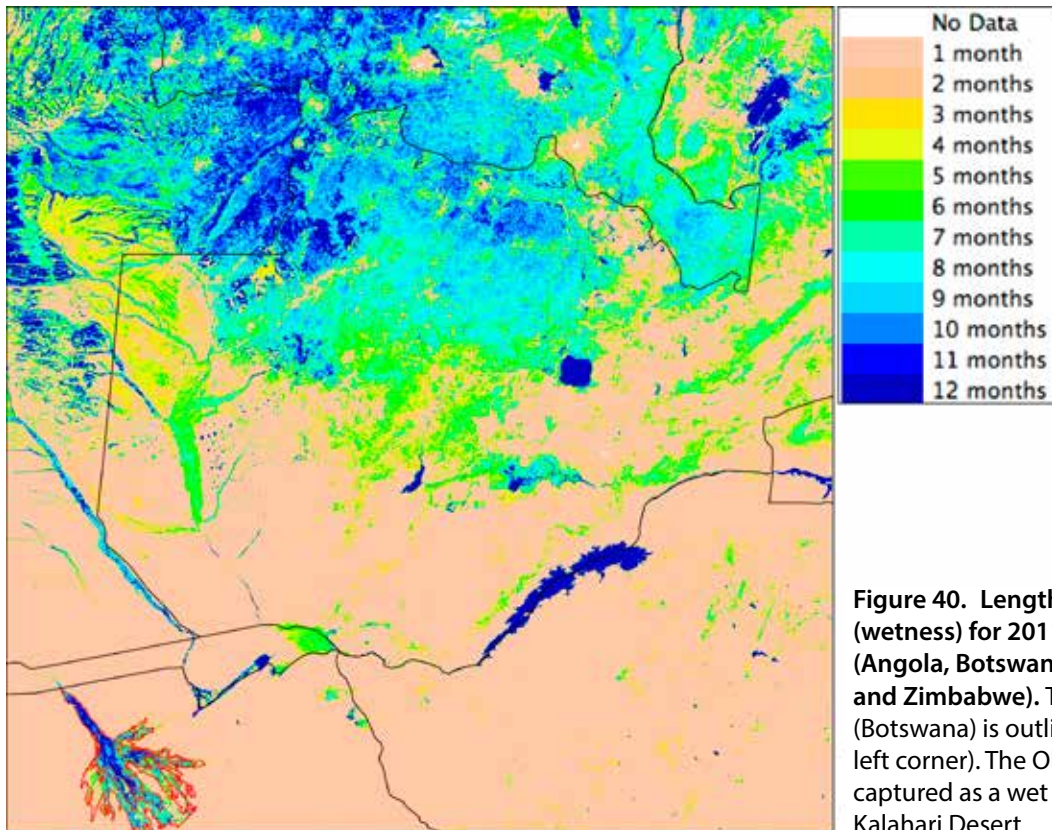 No Data
1 month
2 months
3 months
4 months
5 months
6 months
7 months
8 months
9 months
10 months
11 months
12 months
Figure 40. Length
(wetness) for 201
(Angola, Botswan
and Zimbabwe). T
(Botswana) is outli
left corner). The O
captured as a wet
Kalahari Desert